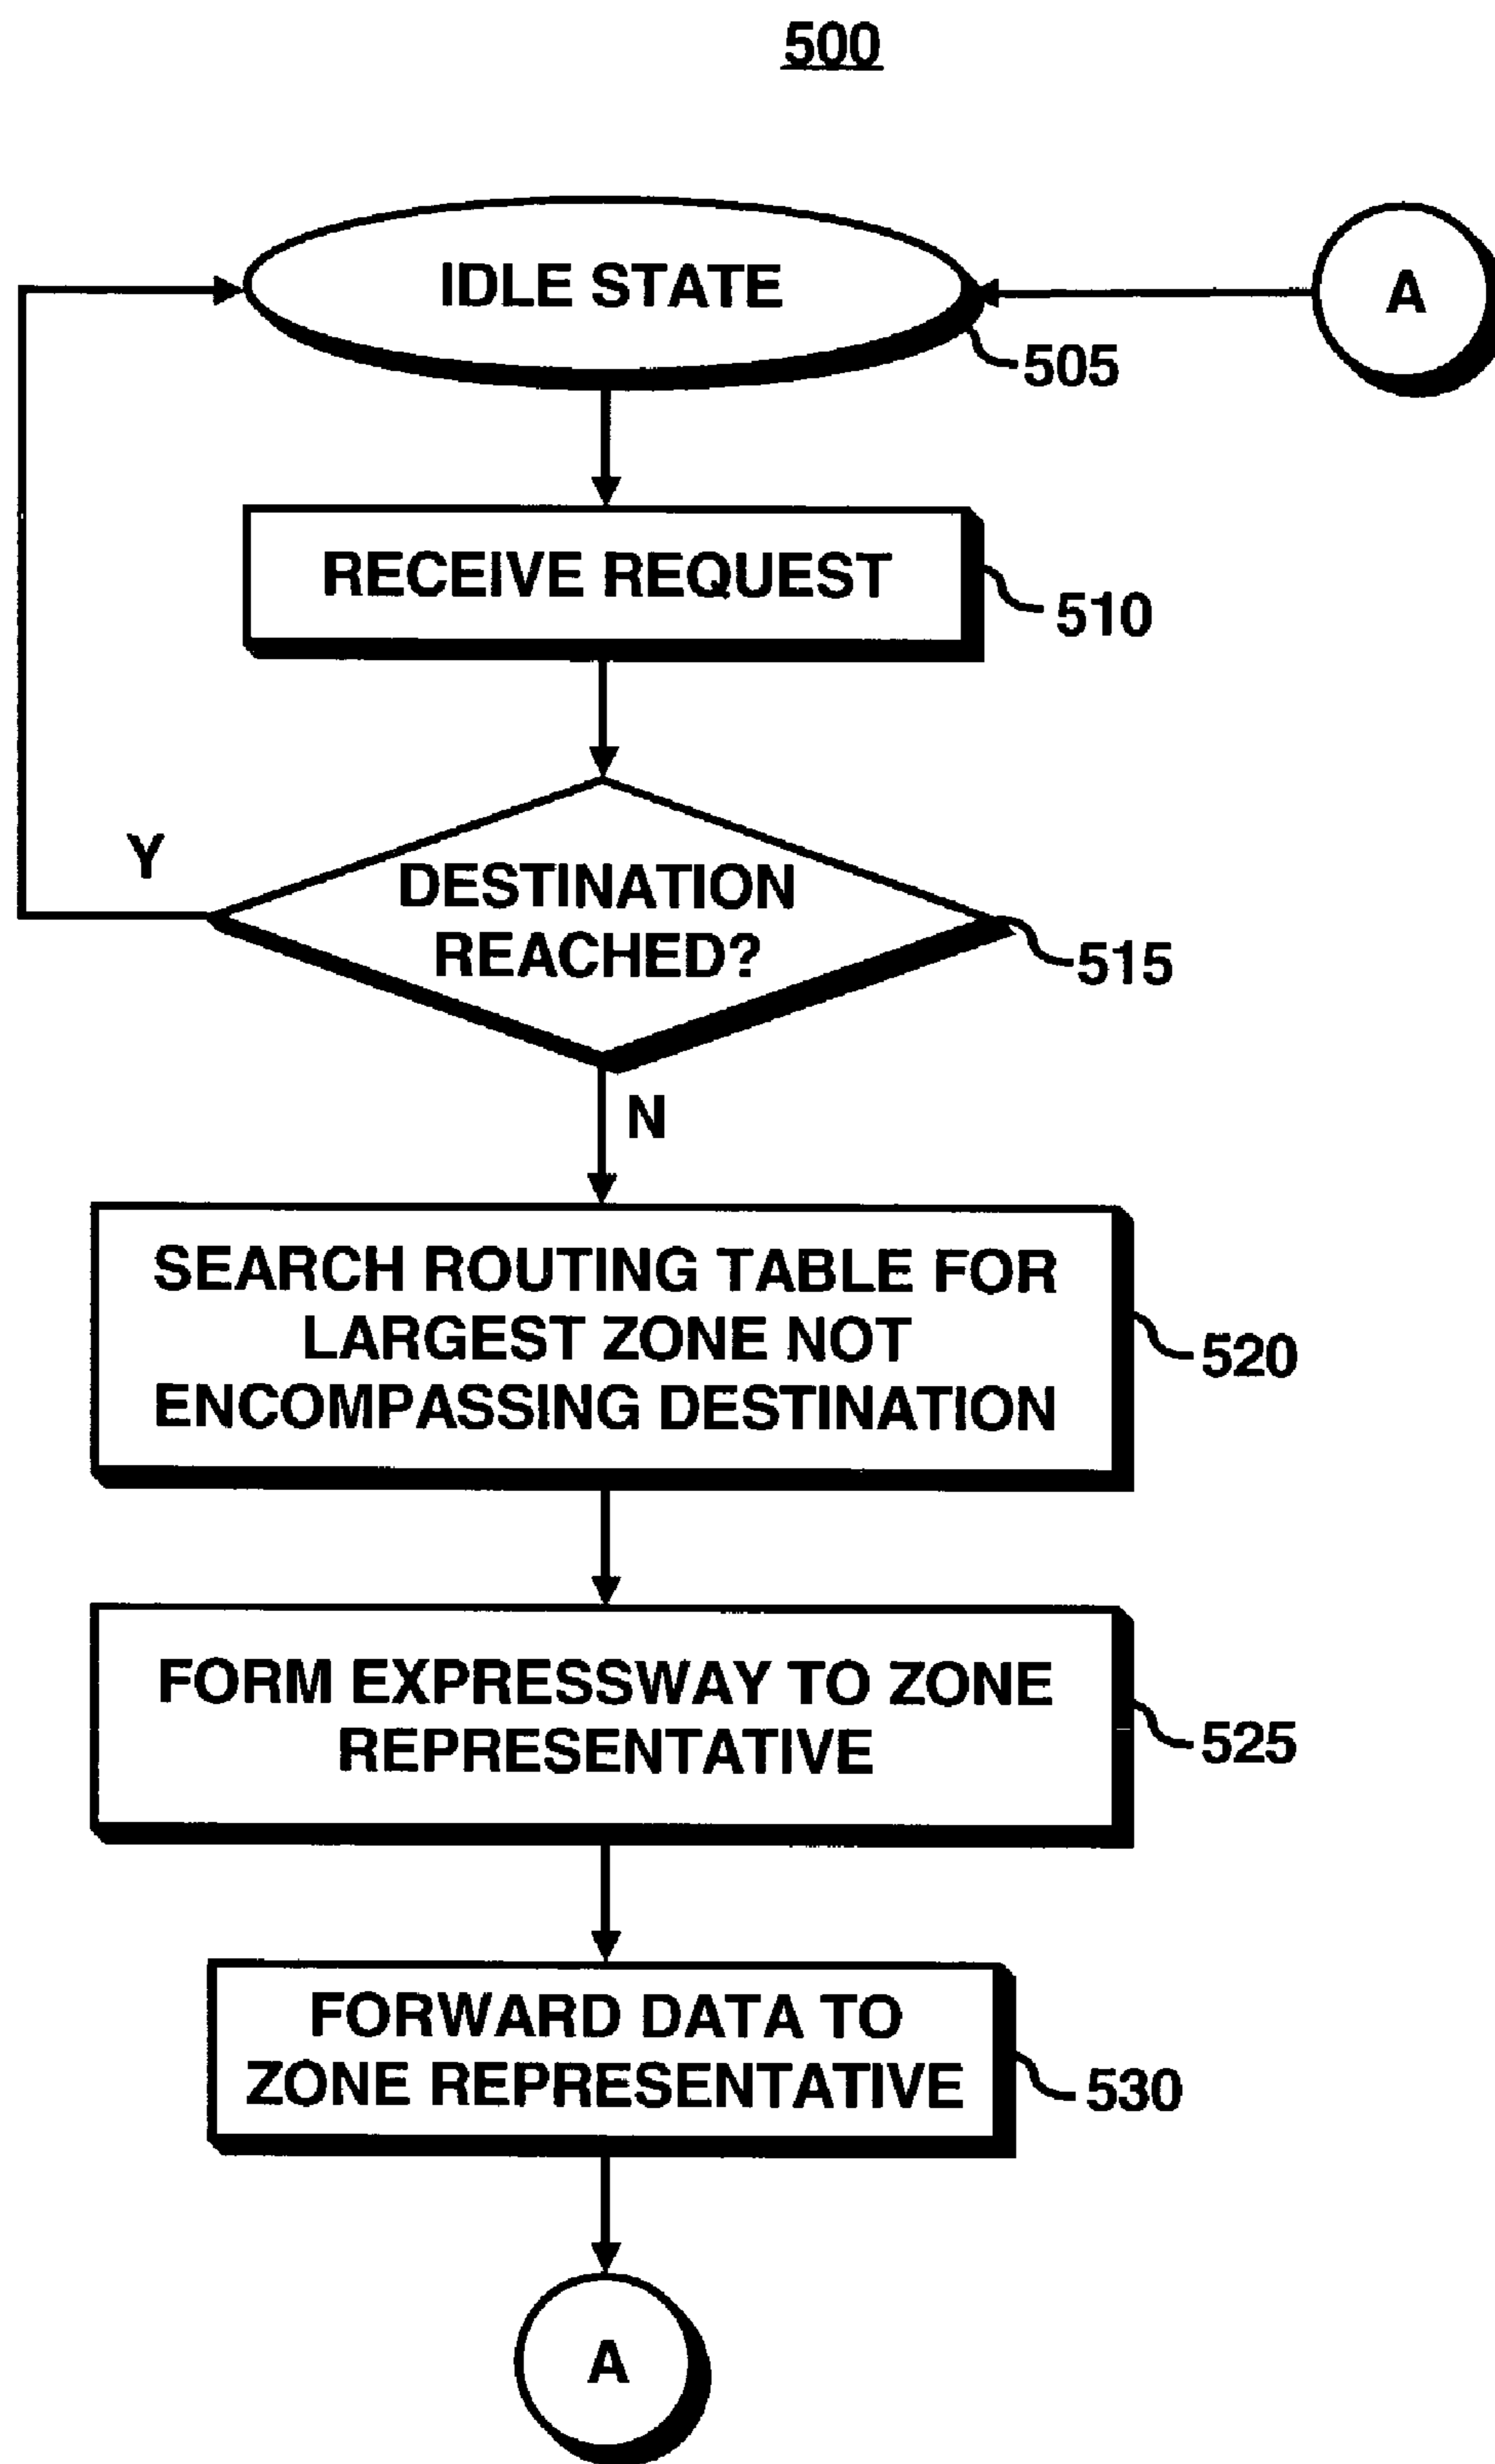 500
IDLE STATE
A
505
RECEIVE REQUEST
510
Y
DESTINATION
REACHED?
515
N
SEARCH ROUTING TABLE FOR
LARGEST ZONE NOT
ENCOMPASSING DESTINATION
520
FORM EXPRESSWAY TO ZONE
REPRESENTATIVE
525
FORWARD DATA TO
ZONE REPRESENTATIVE
530
A